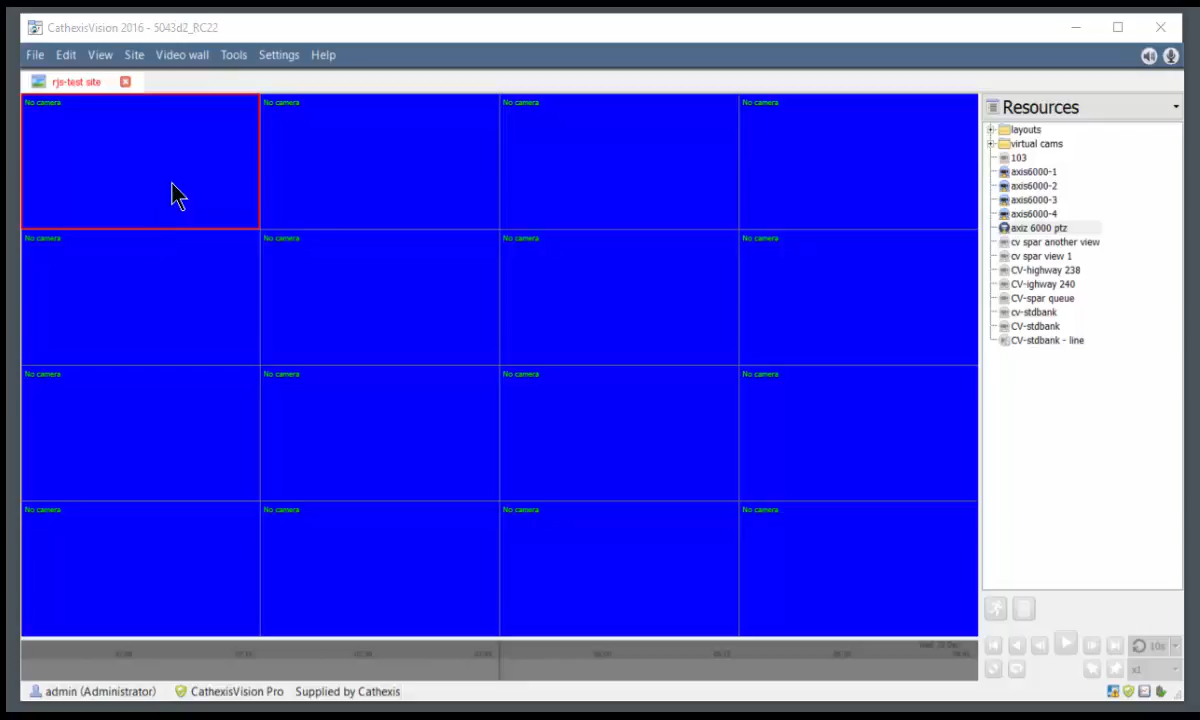 CathexisVision 2016 - 5043d2_RC22
File Edit View Site Video wall Tools Settings Help
rjs-test site
No camera No camera No camera No camera
No camera No camera No camera No camera
No camera No camera No camera No camera
No camera No camera No camera No camera
Resources
layouts
virtual cams
103
axis6000-1
axis6000-2
axis6000-3
axis6000-4
axiz 6000 ptz
cv spar another view
cv spar view 1
CV-highway 238
CV-ighway 240
CV-spar queue
cv-stdbank
CV-stdbank
CV-stdbank - line
10s
x1
admin (Administrator) CathexisVision Pro Supplied by Cathexis